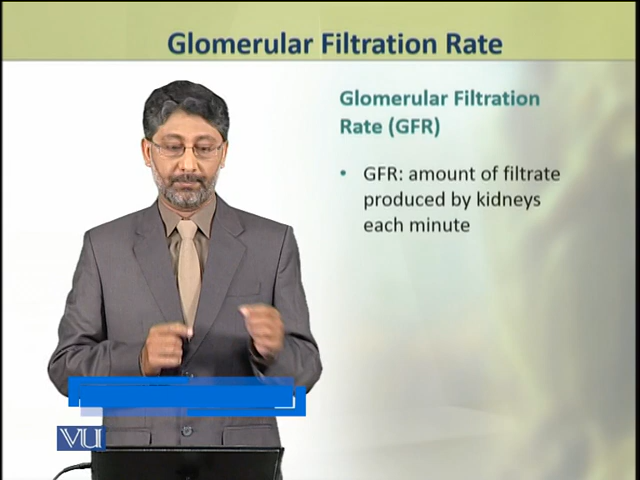 Glomerular Filtration Rate
Glomerular Filtration
Rate (GFR)
• GFR: amount of filtrate
produced by kidneys
each minute
VU